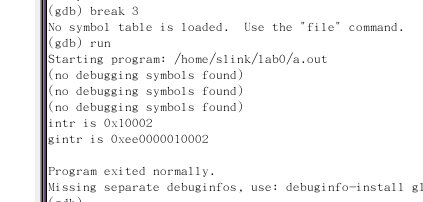 (gdb) break 3
No symbol table is loaded.  Use the "file" command.
(gdb) run
Starting program: /home/slink/lab0/a.out
(no debugging symbols found)
(no debugging symbols found)
(no debugging symbols found)
intr is 0x10002
gintr is 0xee0000010002

Program exited normally.
Missing separate debuginfos, use: debuginfo-install gl
(gdb)